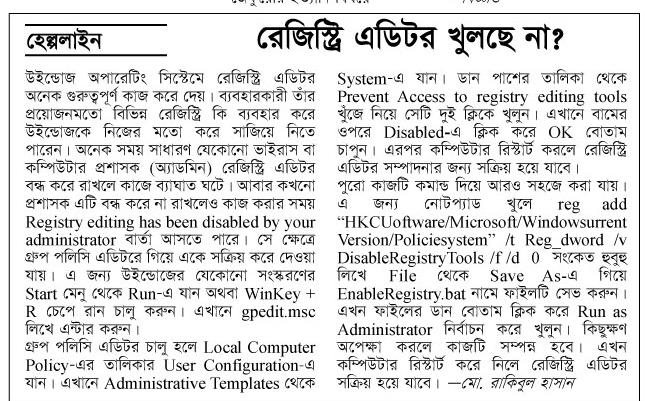 হেল্পলাইন
রেজিস্ট্রি এডিটর খুলছে না?
উইন্ডোজ অপারেটিং সিস্টেমে রেজিস্ট্রি এডিটর
অনেক গুরুত্বপূর্ণ কাজ করে দেয়। ব্যবহারকারী তাঁর
প্রয়োজনমতো বিভিন্ন রেজিস্ট্রি কি ব্যবহার করে
উইন্ডোজকে নিজের মতো করে সাজিয়ে নিতে
পারেন। অনেক সময় সাধারণ যেকোনো ভাইরাস বা
কম্পিউটার প্রশাসক (অ্যাডমিন) রেজিস্ট্রি এডিটর
বন্ধ করে রাখলে কাজে ব্যাঘাত ঘটে। আবার কখনো
প্রশাসক এটি বন্ধ করে না রাখলেও কাজ করার সময়
Registry editing has been disabled by your
administrator বার্তা আসতে পারে। সে ক্ষেত্রে
গ্রুপ পলিসি এডিটরে গিয়ে একে সক্রিয় করে দেওয়া
যায়। এ জন্য উইন্ডোজের যেকোনো সংস্করণের
Start মেনু থেকে Run-এ যান অথবা WinKey +
R চেপে রান চালু করুন। এখানে gpedit.msc
লিখে এন্টার করুন।
গ্রুপ পলিসি এডিটর চালু হলে Local Computer
Policy-এর তালিকার User Configuration-এ
যান। এখানে Administrative Templates থেকে
System-এ যান। ডান পাশের তালিকা থেকে
Prevent Access to registry editing tools
খুঁজে নিয়ে সেটি দুই ক্লিকে খুলুন। এখানে বামের
ওপরে Disabled-এ ক্লিক করে OK বোতাম
চাপুন। এরপর কম্পিউটার রিস্টার্ট করলে রেজিস্ট্রি
এডিটর সম্পাদনার জন্য সক্রিয় হয়ে যাবে।
পুরো কাজটি কমান্ড দিয়ে আরও সহজে করা যায়।
এ জন্য নোটপ্যাড খুলে reg add
“HKCUoftware/Microsoft/Windowsurrent
Version/Policiesystem” /t Reg_dword /v
DisableRegistryTools /f /d 0 সংকেত হুবহু
লিখে File থেকে Save As-এ গিয়ে
EnableRegistry.bat নামে ফাইলটি সেভ করুন।
এখন ফাইলের ডান বোতাম ক্লিক করে Run as
Administrator নির্বাচন করে খুলুন। কিছুক্ষণ
অপেক্ষা করলে কাজটি সম্পন্ন হবে। এখন
কম্পিউটার রিস্টার্ট করে নিলে রেজিস্ট্রি এডিটর
সক্রিয় হয়ে যাবে। —মো. রাকিবুল হাসান